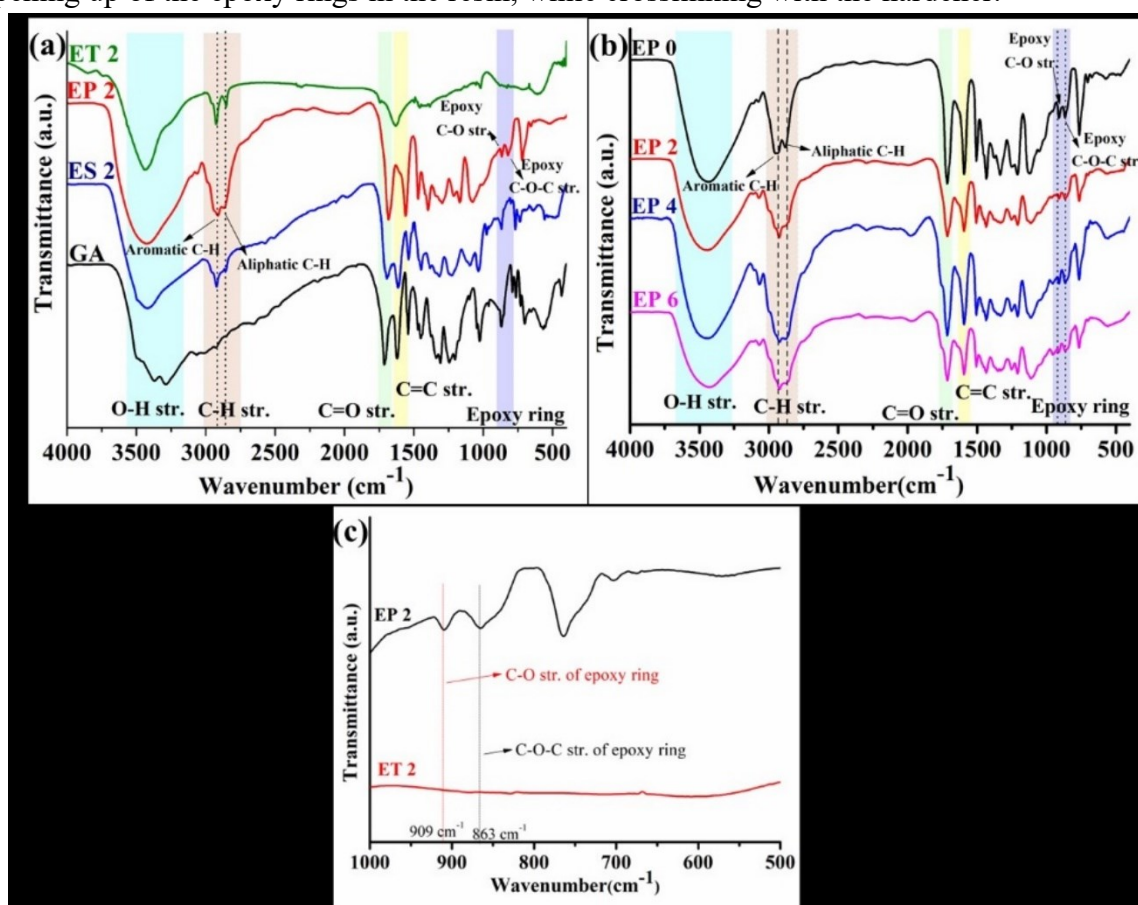 (a)
ET 2
EP 2
ES 2
GA
Epoxy
C-O str.
Epoxy
C-O-C str.
Aromatic C-H
Aliphatic C-H
O-H str.
C-H str.
C=O str.
C=C str.
Epoxy ring
Transmittance (a.u.)
4000 3500 3000 2500 2000 1500 1000 500
Wavenumber (cm-1)
(b)
EP 0
EP 2
EP 4
EP 6
Epoxy
C-O str
Epoxy
C-O-C str.
Aromatic C-H
Aliphatic C-H
O-H str.
C-H str.
C=O str.
C=C str.
Epoxy ring
Transmittance (a.u.)
4000 3500 3000 2500 2000 1500 1000 500
Wavenumber(cm-1)
(c)
EP 2
C-O str. of epoxy ring
C-O-C str. of epoxy ring
ET 2
909 cm-1 863 cm-1
Transmittance (a.u.)
1000 900 800 700 600 500
Wavenumber(cm-1)